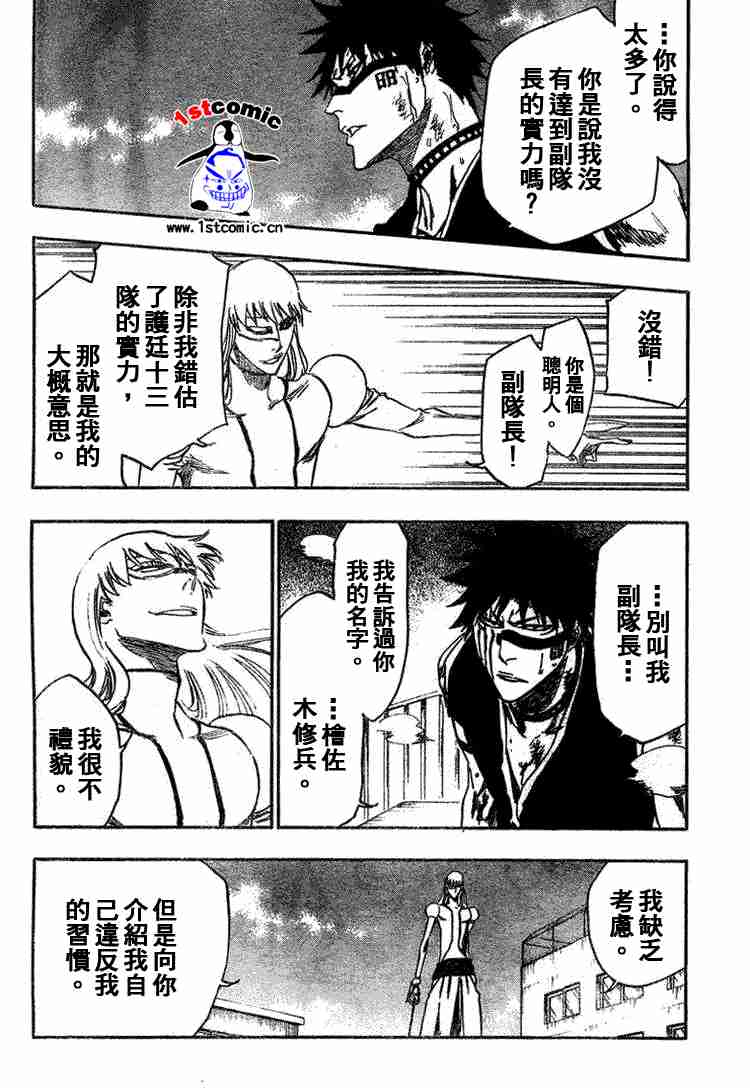 …你說得
太多了。
你是說我沒
有達到副隊
長的實力嗎?
1stcomic
www.1stcomic.cn
沒錯!
你是個
聰明人。
副隊長!
除非我錯估
了護廷十三
隊的實力,
那就是我的
大概意思。
…別叫我
副隊長…
我告訴過你
我的名字。
…檜佐
木修兵。
我很不
禮貌。
我缺乏
考慮。
但是向你
介紹我自
己違反我
的習慣。